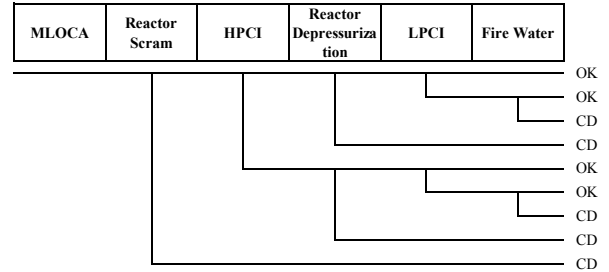 MLOCA
Reactor
Scram
HPCI
Reactor
Depressuriza
tion
LPCI
Fire Water
OK
OK
CD
CD
OK
OK
CD
CD
CD